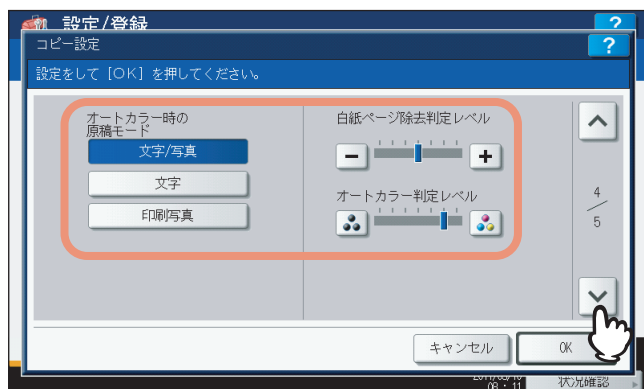 設定/登録
?
コピー設定
?
設定をして [OK] を押してください。
オートカラー時の
原稿モード
文字/写真
文字
印刷写真
白紙ページ除去判定レベル
−
+
オートカラー判定レベル
4
5
キャンセル
OK
08:11
状況確認